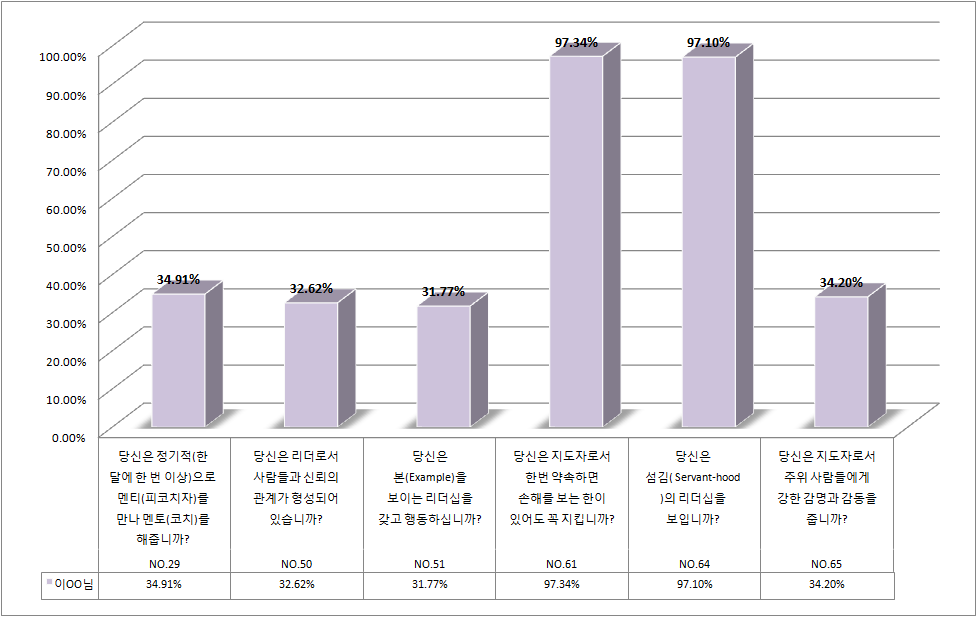 97.34%
97.10%
34.91%
32.62%
31.77%
34.20%
100.00%
90.00%
80.00%
70.00%
60.00%
50.00%
40.00%
30.00%
20.00%
10.00%
0.00%
당신은 정기적(한
달에 한 번 이상)으로
멘티(피코치자)를
만나 멘토(코치)를
해줍니까?
NO.29
당신은 리더로서
사람들과 신뢰의
관계가 형성되어
있습니까?
NO.50
당신은
본(Example)을
보이는 리더십을
갖고 행동하십니까?
NO.51
당신은 지도자로서
한번 약속하면
손해를 보는 한이
있어도 꼭 지킵니까?
NO.61
당신은
섬김( Servant-hood
)의 리더십을
보입니까?
NO.64
당신은 지도자로서
주위 사람들에게
강한 감명과 감동을
줍니까?
NO.65
이OO님 34.91% 32.62% 31.77% 97.34% 97.10% 34.20%